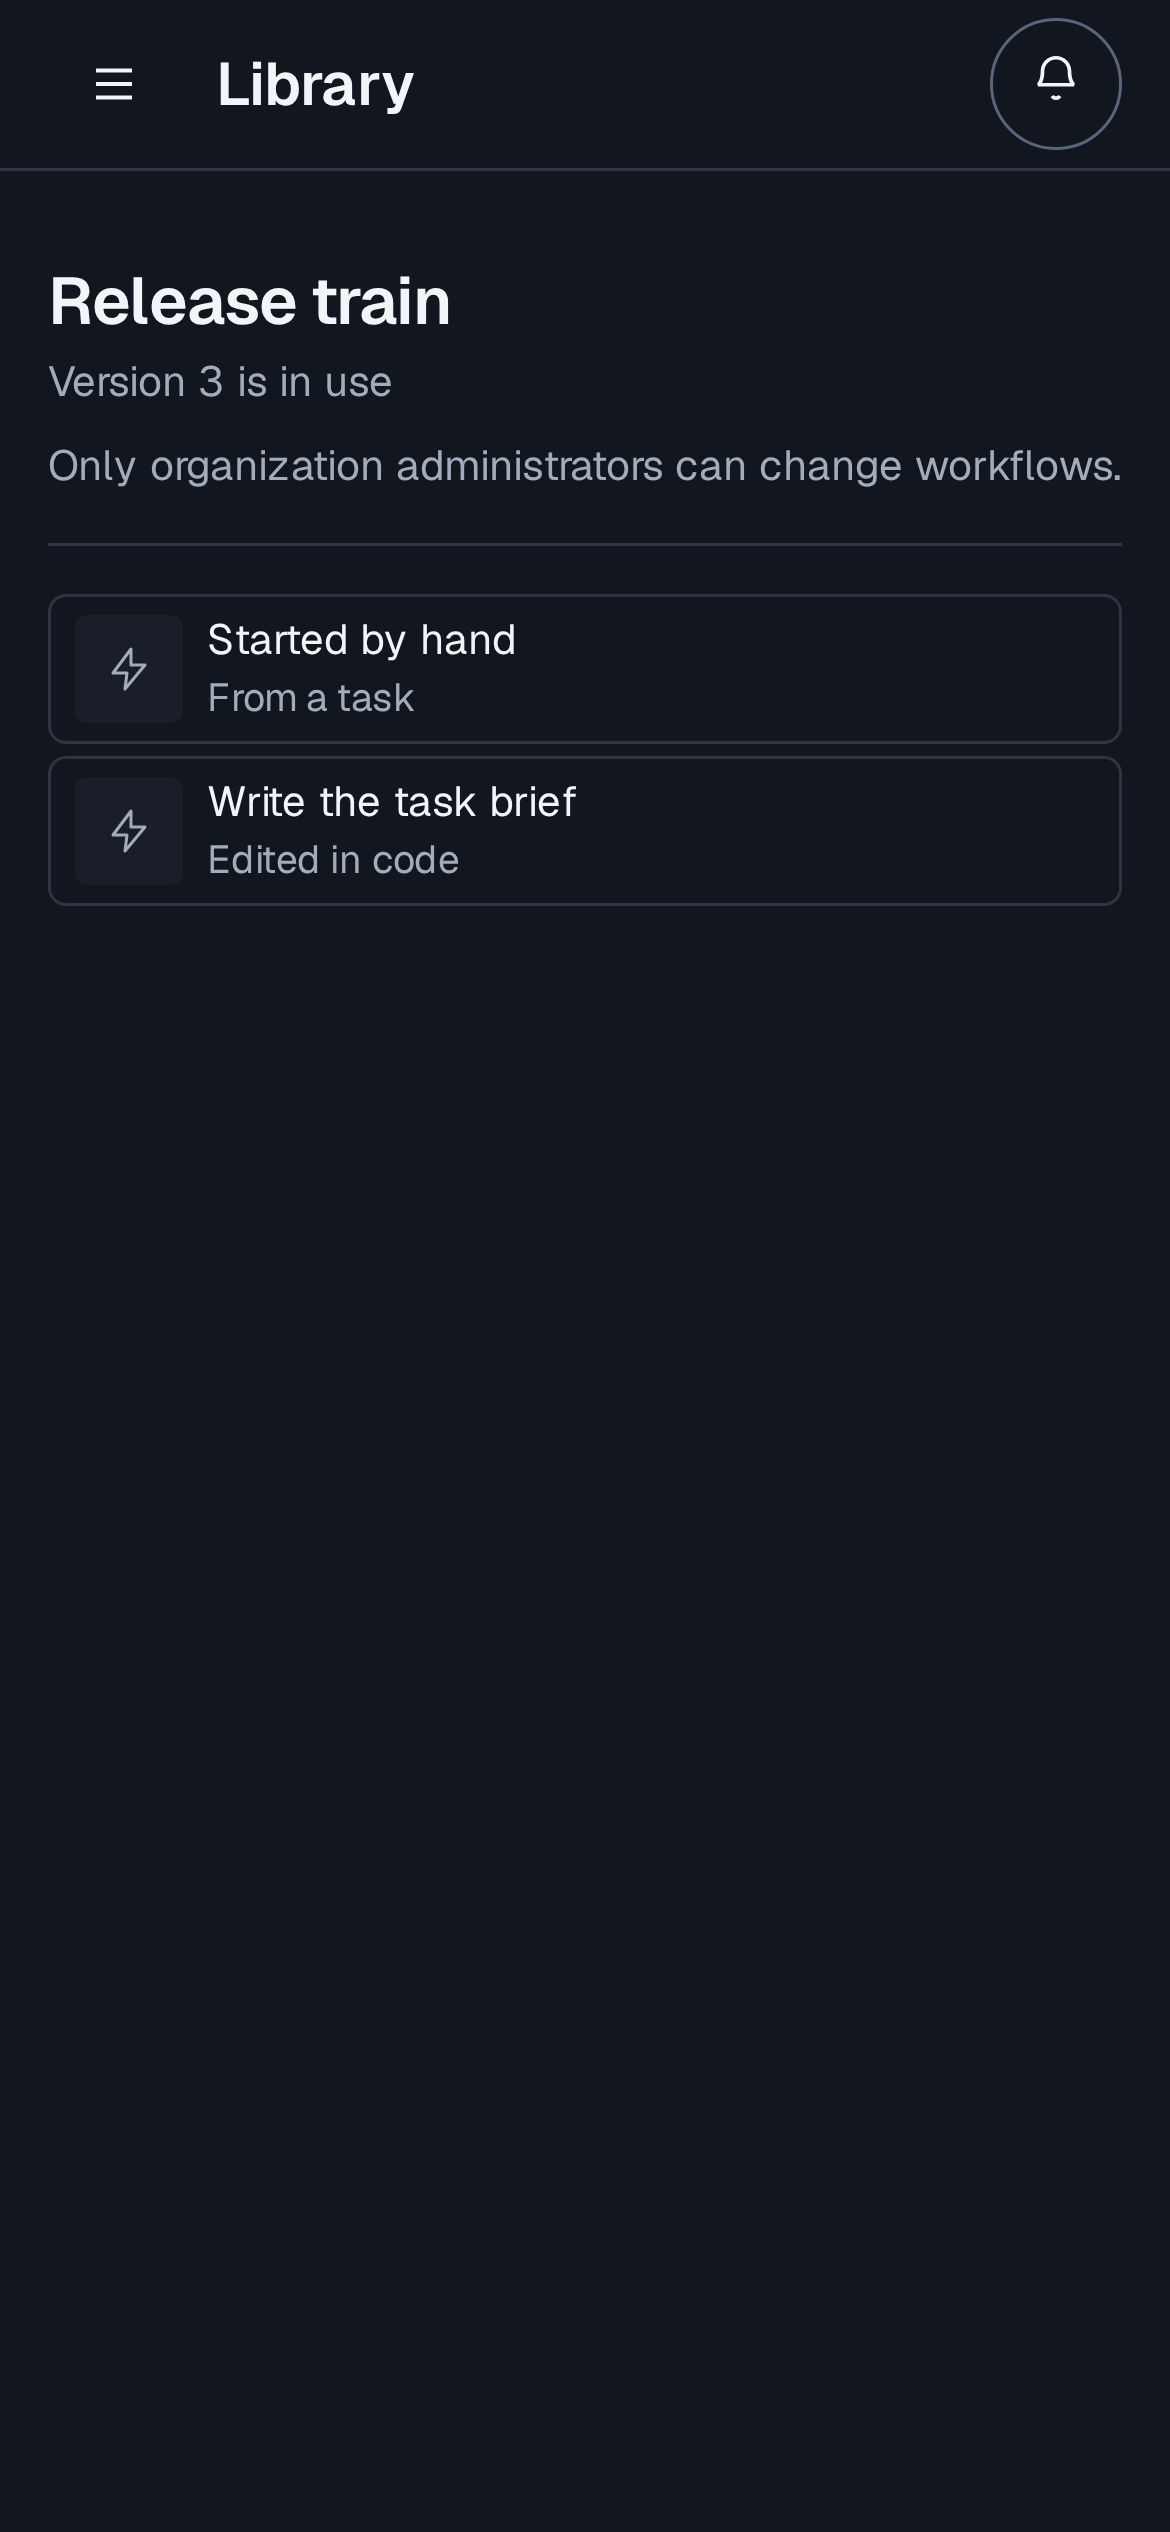 Library
Release train
Version 3 is in use
Only organization administrators can change workflows.
Started by hand
From a task
Write the task brief
Edited in code